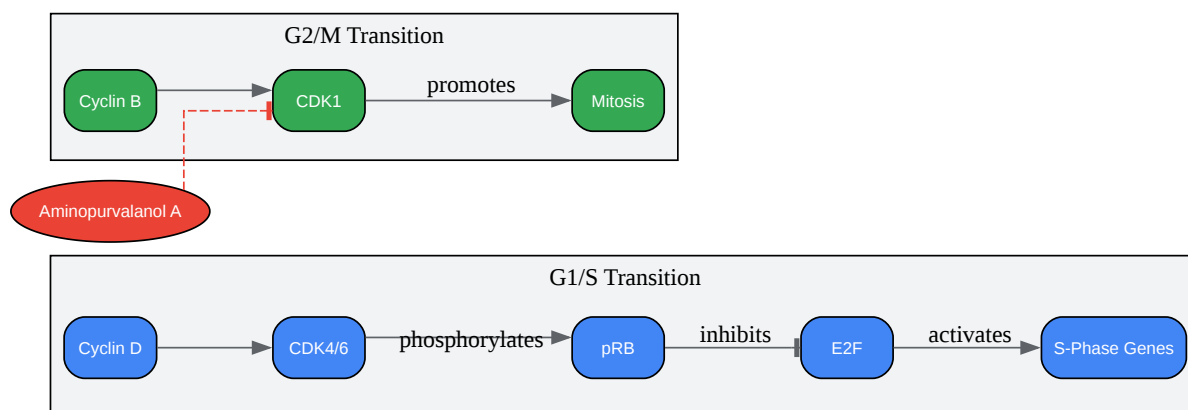 G2/M Transition
Cyclin B
CDK1
promotes
Mitosis
Aminopurvalanol A
G1/S Transition
Cyclin D
CDK4/6
phosphorylates
pRB
inhibits
E2F
activates
S-Phase Genes